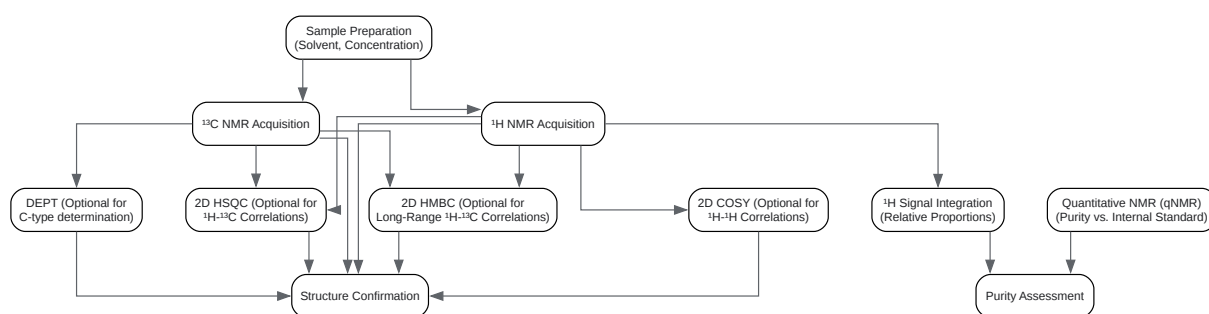 Sample Preparation
(Solvent, Concentration)
¹³C NMR Acquisition
¹H NMR Acquisition
DEPT (Optional for
C-type determination)
2D HSQC (Optional for
¹H-¹³C Correlations)
2D HMBC (Optional for
Long-Range ¹H-¹³C Correlations)
2D COSY (Optional for
¹H-¹H Correlations)
¹H Signal Integration
(Relative Proportions)
Quantitative NMR (qNMR)
(Purity vs. Internal Standard)
Structure Confirmation
Purity Assessment